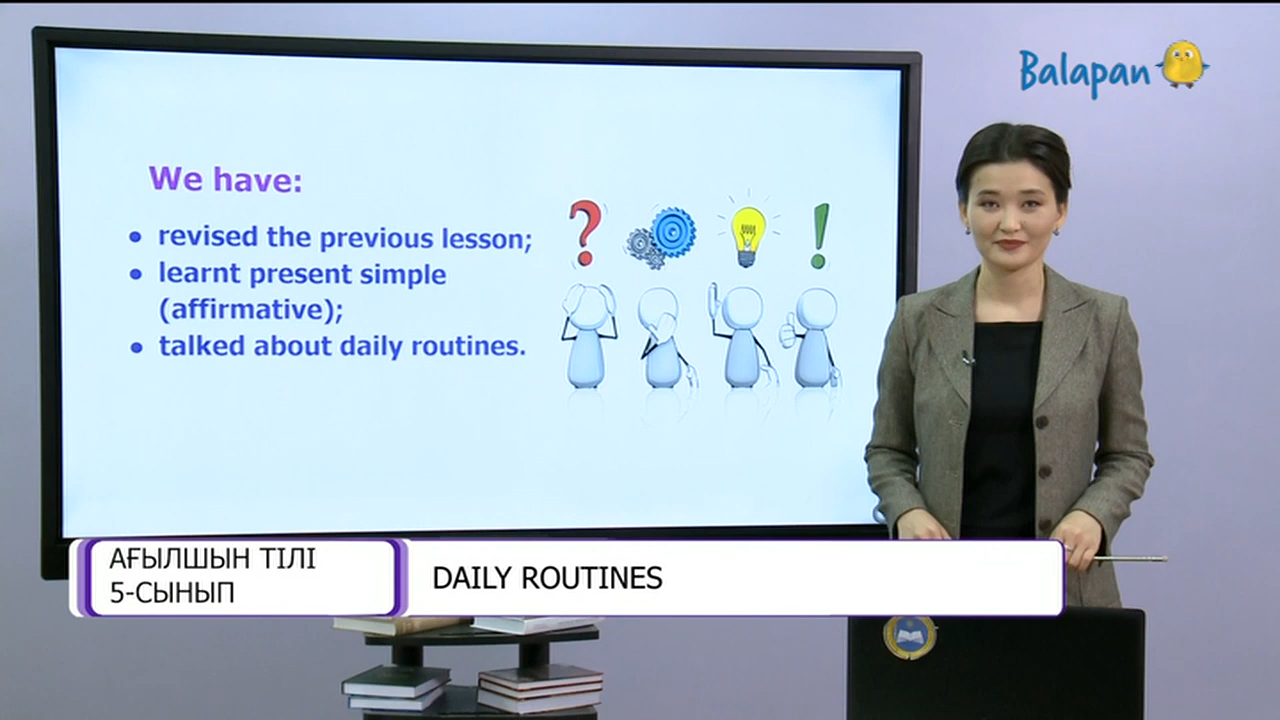 Balapan
We have:
• revised the previous lesson;
• learnt present simple
(affirmative);
• talked about daily routines.
АҒЫЛШЫН ТІЛІ
5-СЫНЫП
DAILY ROUTINES